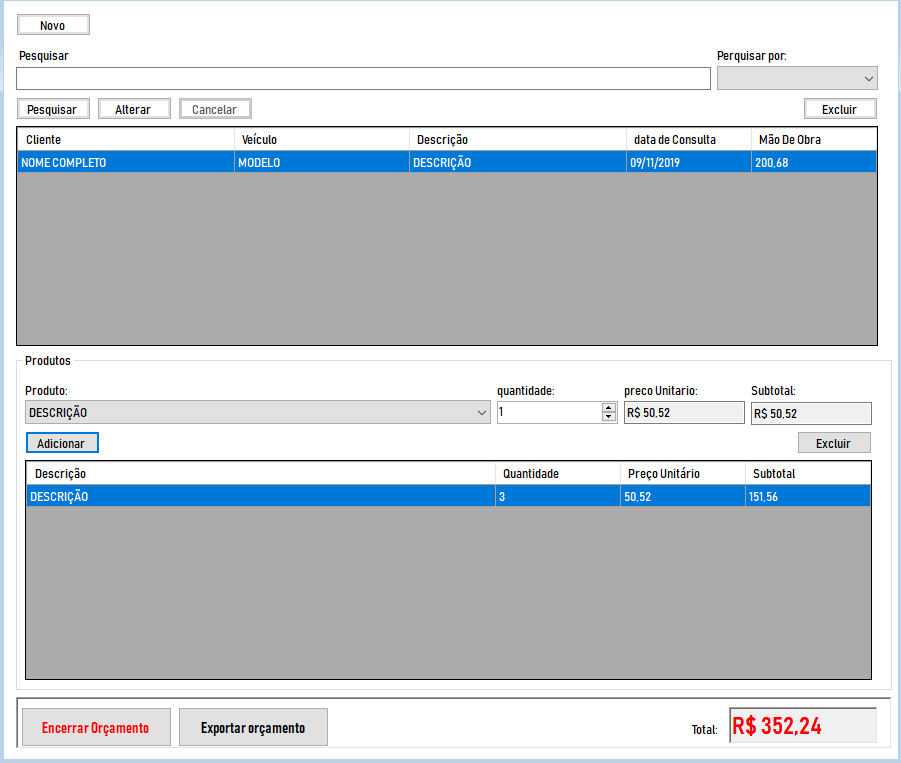 Novo
Pesquisar
Perquisar por:
Pesquisar Alterar Cancelar Excluir
Cliente Veículo Descrição data de Consulta Mão De Obra
NOME COMPLETO MODELO DESCRIÇÃO 09/11/2019 200,68
Produtos
Produto: quantidade: preco Unitario: Subtotal:
DESCRIÇÃO 1 R$ 50,52 R$ 50,52
Adicionar Excluir
Descrição Quantidade Preço Unitário Subtotal
DESCRIÇÃO 3 50,52 151,56
Encerrar Orçamento Exportar orçamento Total: R$ 352,24